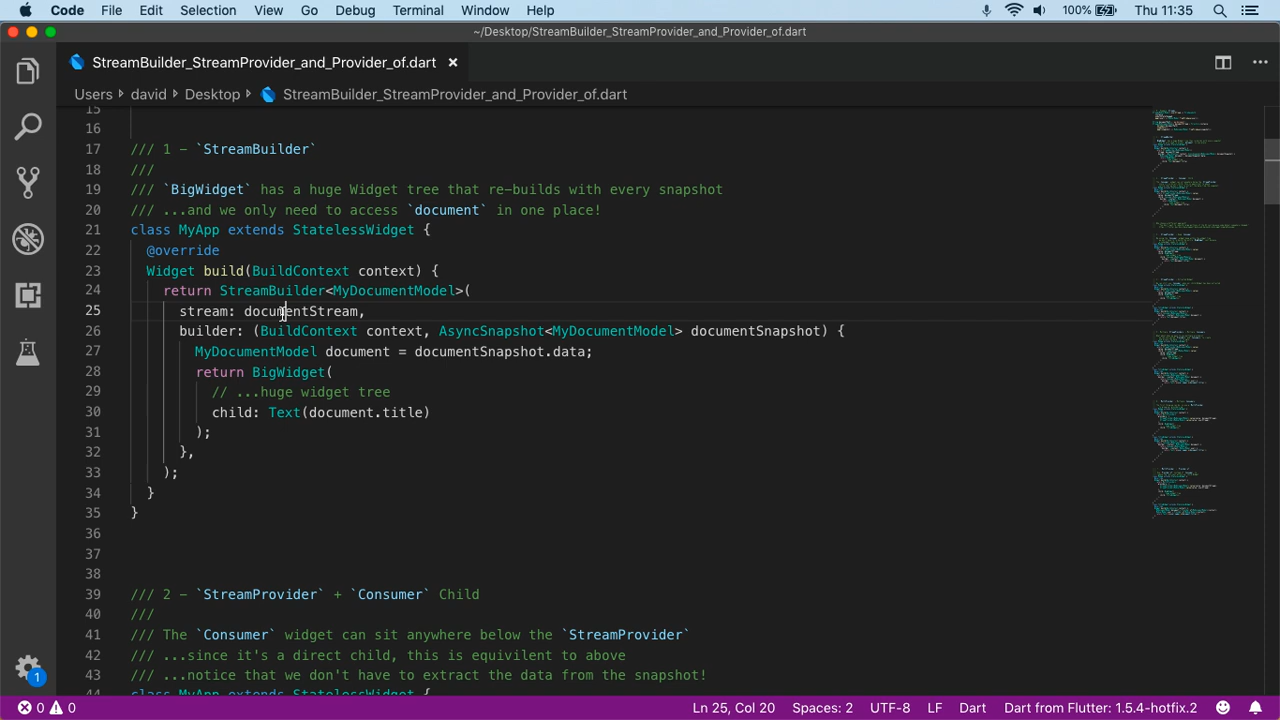 Code File Edit Selection View Go Debug Terminal Window Help 100% Thu 11:35
~/Desktop/StreamBuilder_StreamProvider_and_Provider_of.dart
StreamBuilder_StreamProvider_and_Provider_of.dart
Users > david > Desktop > StreamBuilder_StreamProvider_and_Provider_of.dart
15
16
17 /// 1 - `StreamBuilder`
18 ///
19 /// `BigWidget` has a huge Widget tree that re-builds with every snapshot
20 /// ...and we only need to access `document` in one place!
21 class MyApp extends StatelessWidget {
22 @override
23 Widget build(BuildContext context) {
24 return StreamBuilder<MyDocumentModel>(
25 stream: documentStream,
26 builder: (BuildContext context, AsyncSnapshot<MyDocumentModel> documentSnapshot) {
27 MyDocumentModel document = documentSnapshot.data;
28 return BigWidget(
29 // ...huge widget tree
30 child: Text(document.title)
31 );
32 },
33 );
34 }
35 }
36
37
38
39 /// 2 - `StreamProvider` + `Consumer` Child
40 ///
41 /// The `Consumer` widget can sit anywhere below the `StreamProvider`
42 /// ...since it's a direct child, this is equivilent to above
43 /// ...notice that we don't have to extract the data from the snapshot!
44 class MyApp extends StatelessWidget {
1
0 0 Ln 25, Col 20 Spaces: 2 UTF-8 LF Dart Dart from Flutter: 1.5.4-hotfix.2